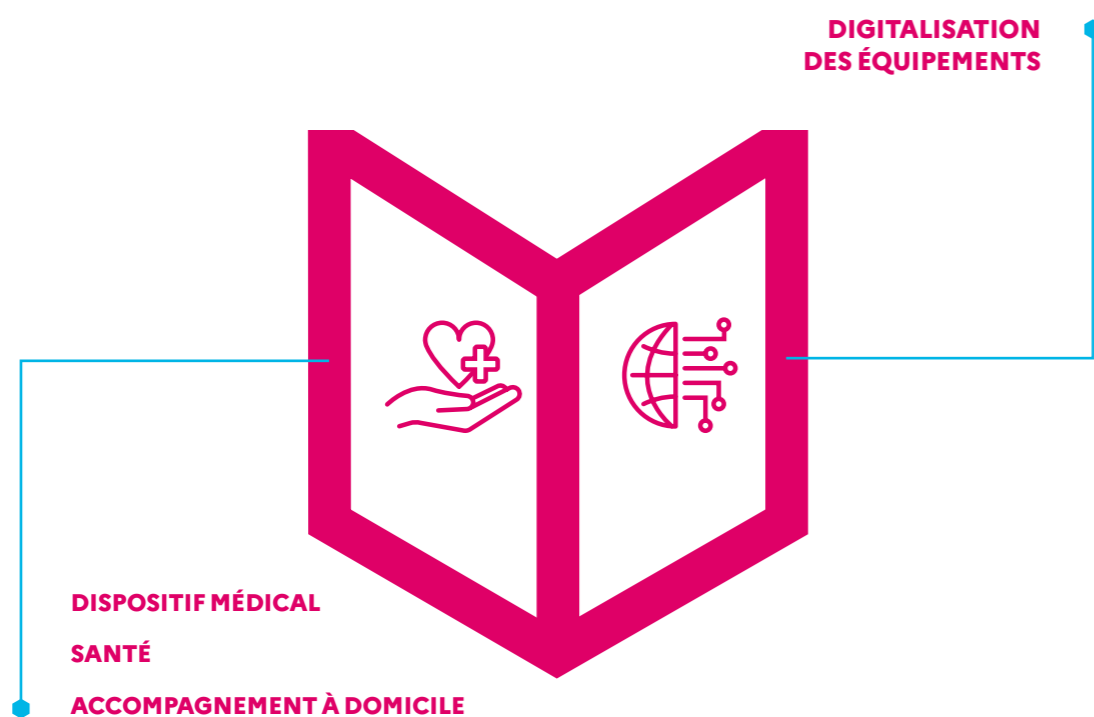 DIGITALISATION
DES ÉQUIPEMENTS
DISPOSITIF MÉDICAL
SANTÉ
ACCOMPAGNEMENT À DOMICILE